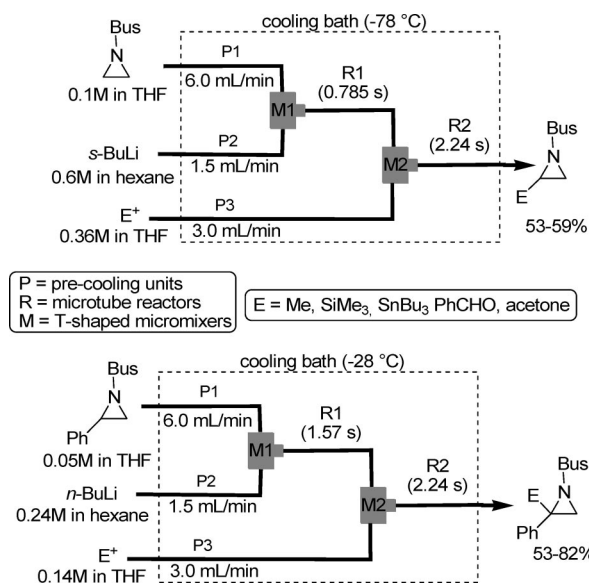 cooling bath (-78 °C)
Bus
N
0.1M in THF
P1
6.0 mL/min
M1
R1
(0.785 s)
s-BuLi
0.6M in hexane
P2
1.5 mL/min
M2
R2
(2.24 s)
Bus
N
E
53-59%
E+
0.36M in THF
P3
3.0 mL/min
P = pre-cooling units
R = microtube reactors
M = T-shaped micromixers
E = Me, SiMe3, SnBu3 PhCHO, acetone
cooling bath (-28 °C)
Bus
N
Ph
0.05M in THF
P1
6.0 mL/min
M1
R1
(1.57 s)
n-BuLi
0.24M in hexane
P2
1.5 mL/min
M2
R2
(2.24 s)
Bus
E
N
Ph
53-82%
E+
0.14M in THF
P3
3.0 mL/min